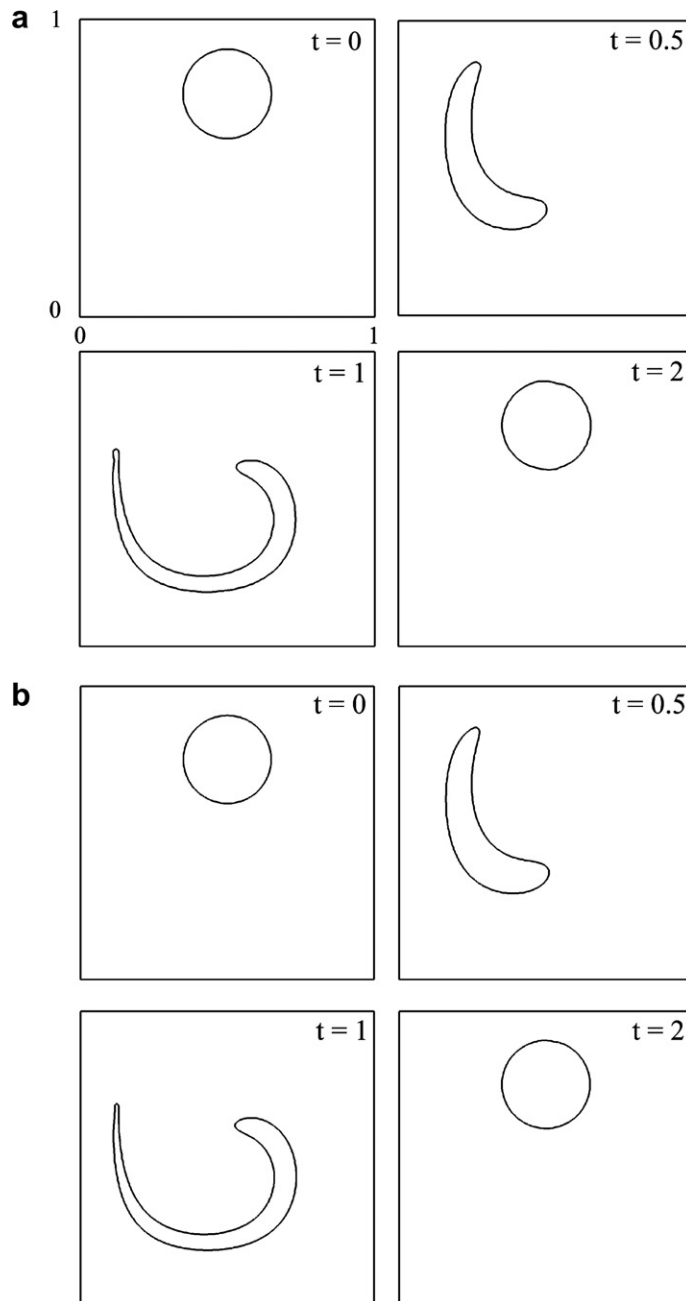 a
1
t = 0
t = 0.5
0
0
1
t = 1
t = 2
b
t = 0
t = 0.5
t = 1
t = 2